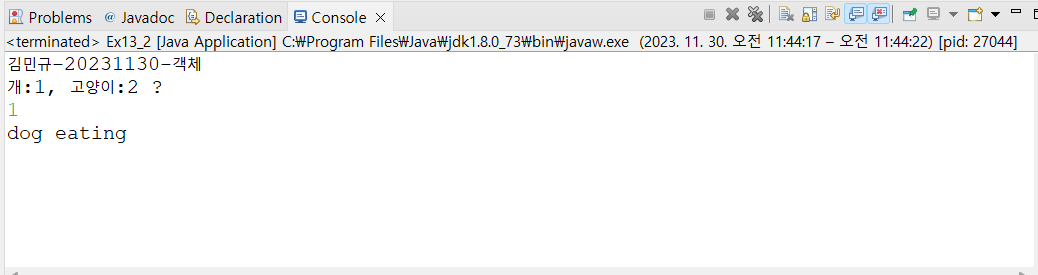 Problems @ Javadoc Declaration Console
<terminated> Ex13_2 [Java Application] C:₩Program Files₩Java₩jdk1.8.0_73₩bin₩javaw.exe (2023. 11. 30. 오전 11:44:17 – 오전 11:44:22) [pid: 27044]
김민규-20231130-객체
개:1, 고양이:2 ?
1
dog eating